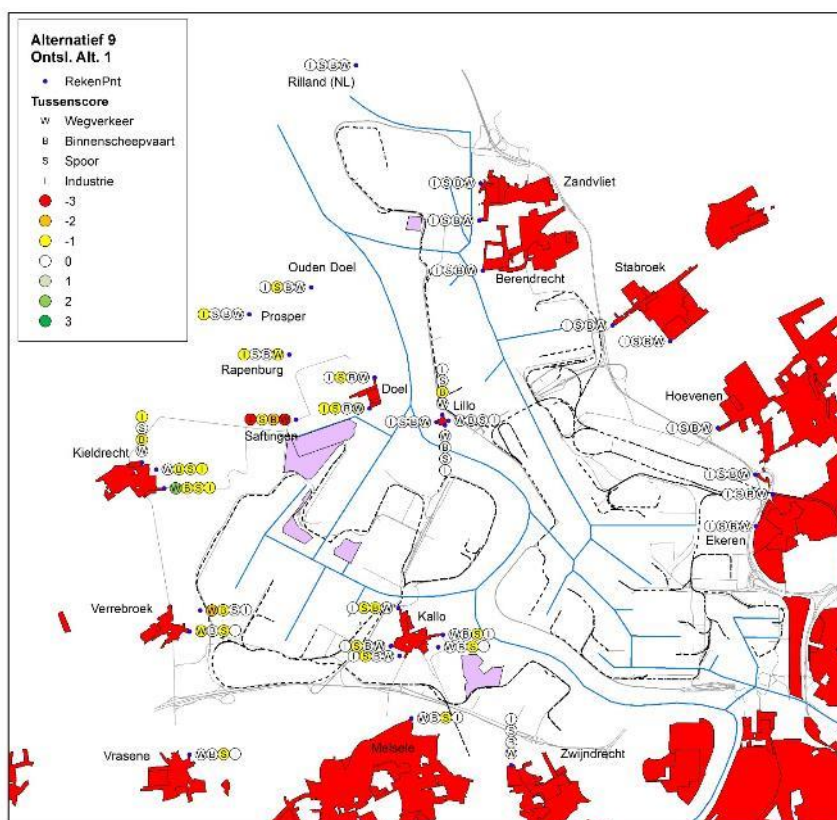 Alternatief 9
Ontsl. Alt. 1
RekenPnt
Tussenscore
W Wegverkeer
B Binnenscheepvaart
S Spoor
I Industrie
-3
-2
-1
0
1
2
3
I S B W
Rilland (NL)
Zandvliet
I S B W
Berendrecht
Stabroek
I S B W
Ouden Doel
I S B W
I S B W
Prosper
I S B W
Rapenburg
I S B W
Doel
I S B W
Lillo
I S B W
Hoevenen
I S B W
Saftingen
Kieldrecht
W B S I
I S B W
I S B W
I S B W
Ekeren
Verrebroek
I S B W
Kallo
W B S I
W B S I
Melsele
Vrasene
W B S
Zwijndrecht